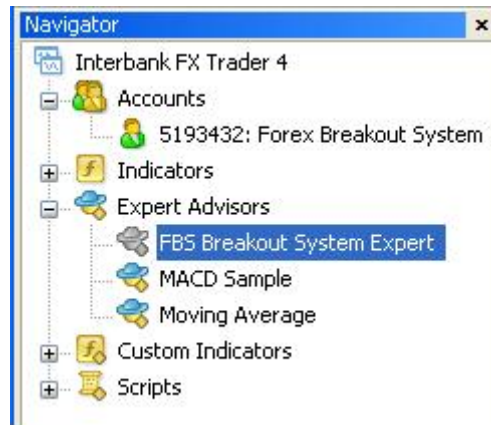 Navigator
Interbank FX Trader 4
Accounts
5193432: Forex Breakout System
Indicators
Expert Advisors
FBS Breakout System Expert
MACD Sample
Moving Average
Custom Indicators
Scripts